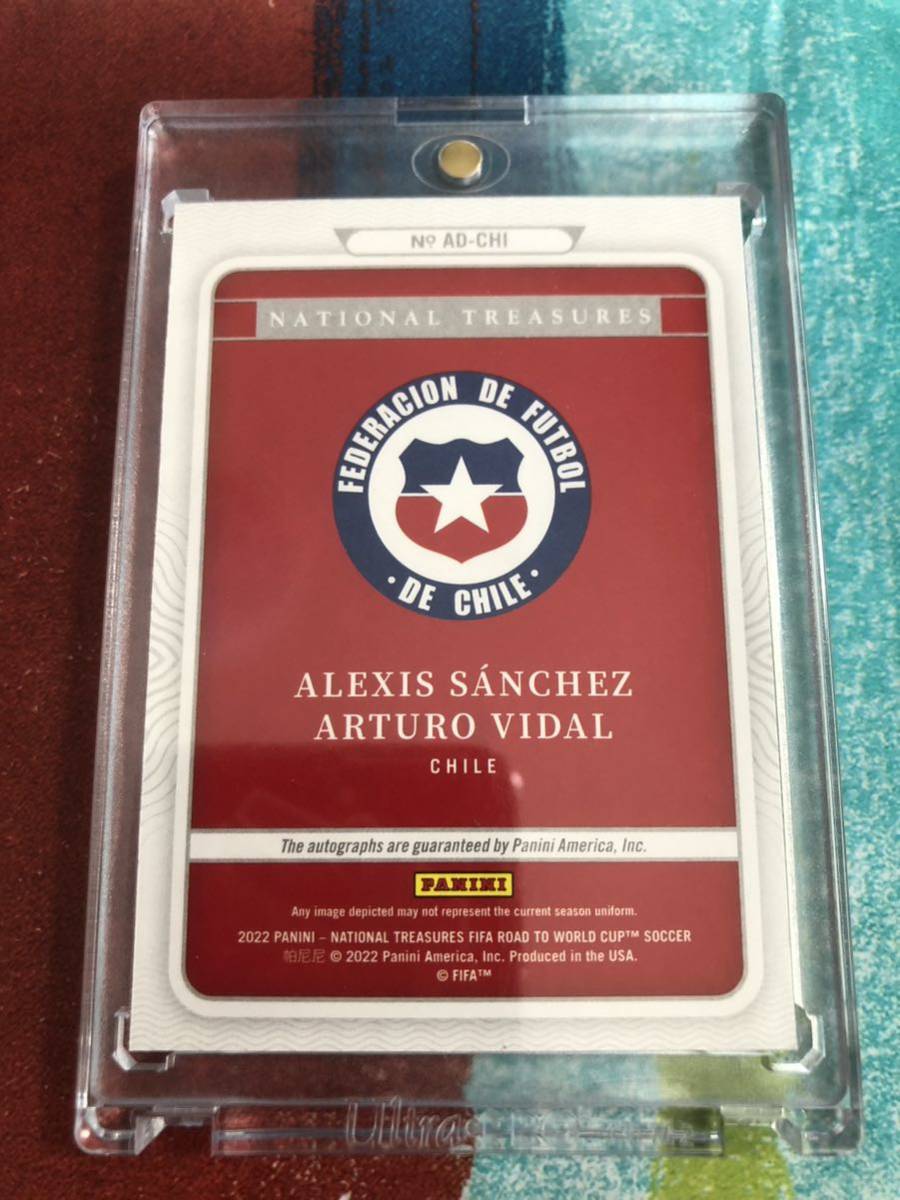 Nº AD-CHI
NATIONAL TREASURES
FEDERACION DE FUTBOL
· DE CHILE ·
ALEXIS SÁNCHEZ
ARTURO VIDAL
CHILE
The autographs are guaranteed by Panini America, Inc.
PANINI
Any image depicted may not represent the current season uniform.
2022 PANINI – NATIONAL TREASURES FIFA ROAD TO WORLD CUP™ SOCCER
帕尼尼 © 2022 Panini America, Inc. Produced in the USA.
© FIFA™